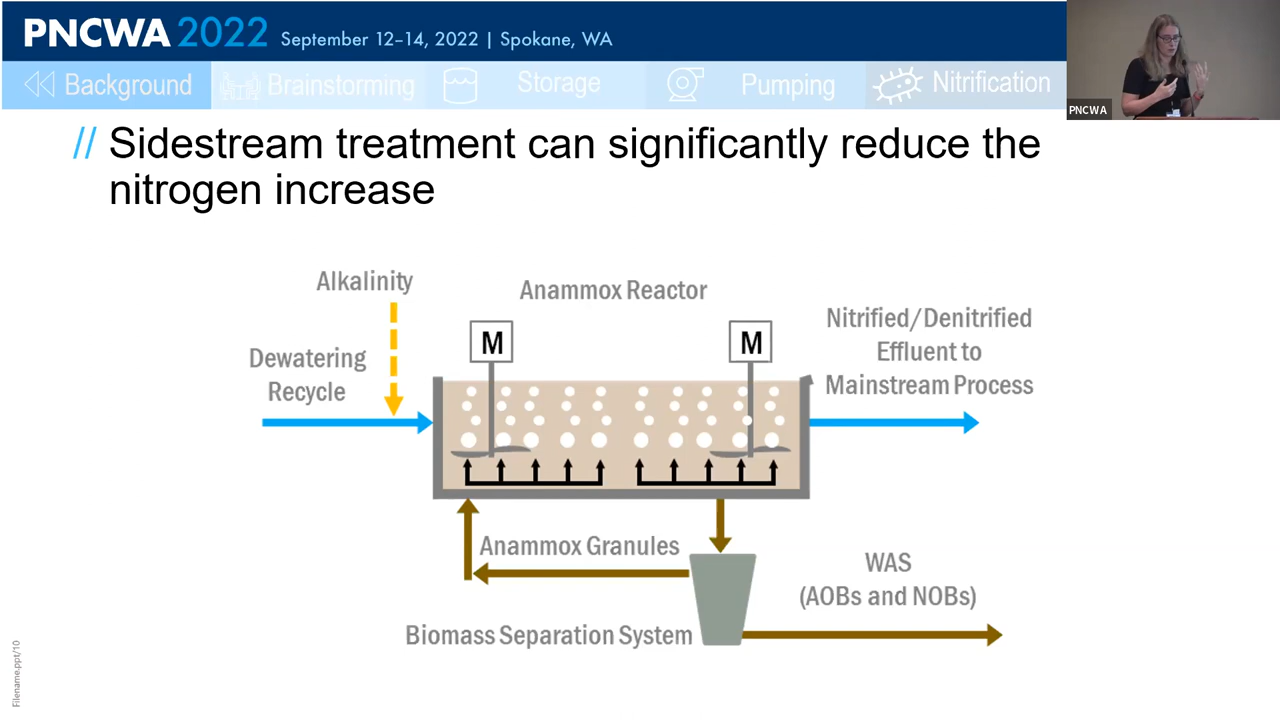 PNCWA 2022 September 12–14, 2022 | Spokane, WA
Background Brainstorming Storage Pumping Nitrification
PNCWA
// Sidestream treatment can significantly reduce the
nitrogen increase
Alkalinity
Anammox Reactor
M
M
Dewatering
Recycle
Nitrified/Denitrified
Effluent to
Mainstream Process
Anammox Granules
WAS
(AOBs and NOBs)
Biomass Separation System
Filename.ppt/10